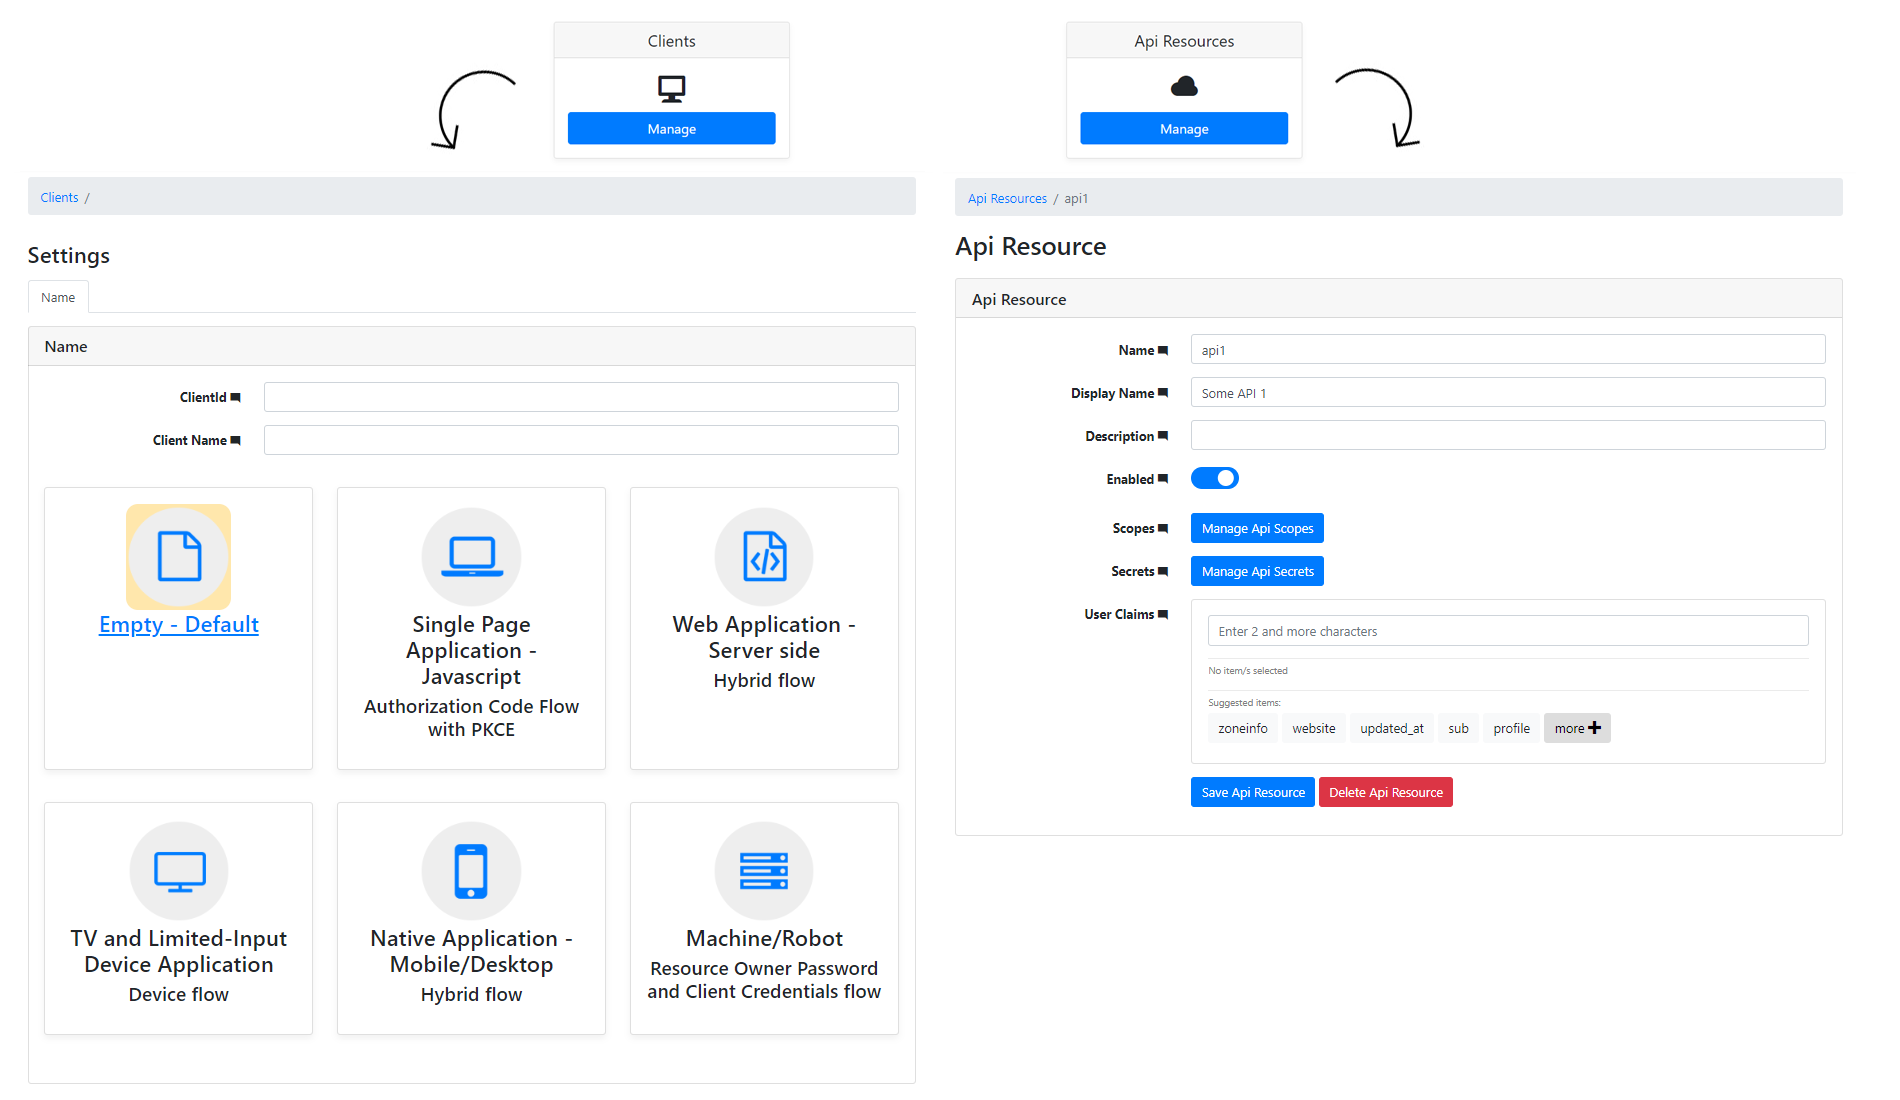 Clients
Manage
Api Resources
Manage
Clients /
Settings
Name
Name
ClientId
Client Name
Empty - Default
Single Page
Application -
Javascript
Authorization Code Flow
with PKCE
Web Application -
Server side
Hybrid flow
TV and Limited-Input
Device Application
Device flow
Native Application -
Mobile/Desktop
Hybrid flow
Machine/Robot
Resource Owner Password
and Client Credentials flow
Api Resources / api1
Api Resource
Api Resource
Name api1
Display Name Some API 1
Description
Enabled
Scopes Manage Api Scopes
Secrets Manage Api Secrets
User Claims Enter 2 and more characters
No item/s selected
Suggested items:
zoneinfo website updated_at sub profile more
Save Api Resource Delete Api Resource